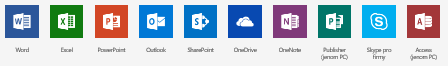 Word
Excel
PowerPoint
Outlook
SharePoint
OneDrive
OneNote
Publisher
(jenom PC)
Skype pro
firmy
Access
(jenom PC)